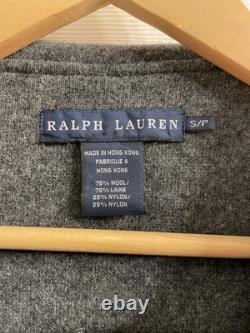 RALPH LAUREN
S/P
MADE IN HONG KONG
FABRIQUE A
HONG KONG
75% WOOL/
75% LAINE
25% NYLON/
25% NYLON